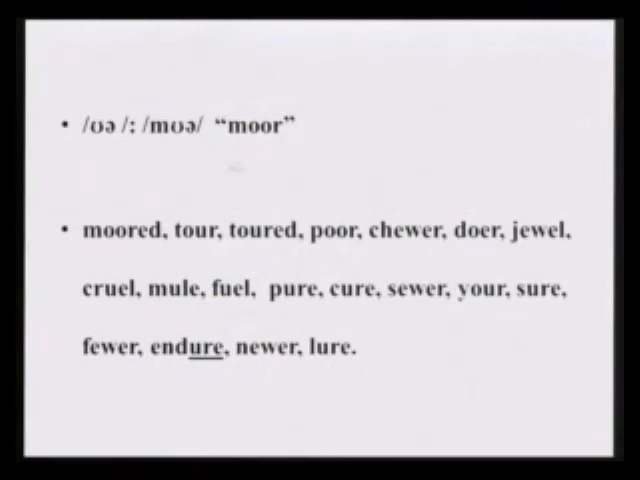 • /ʊə /: /mʊə/ “moor”
• moored, tour, toured, poor, chewer, doer, jewel,
cruel, mule, fuel, pure, cure, sewer, your, sure,
fewer, endure, newer, lure.